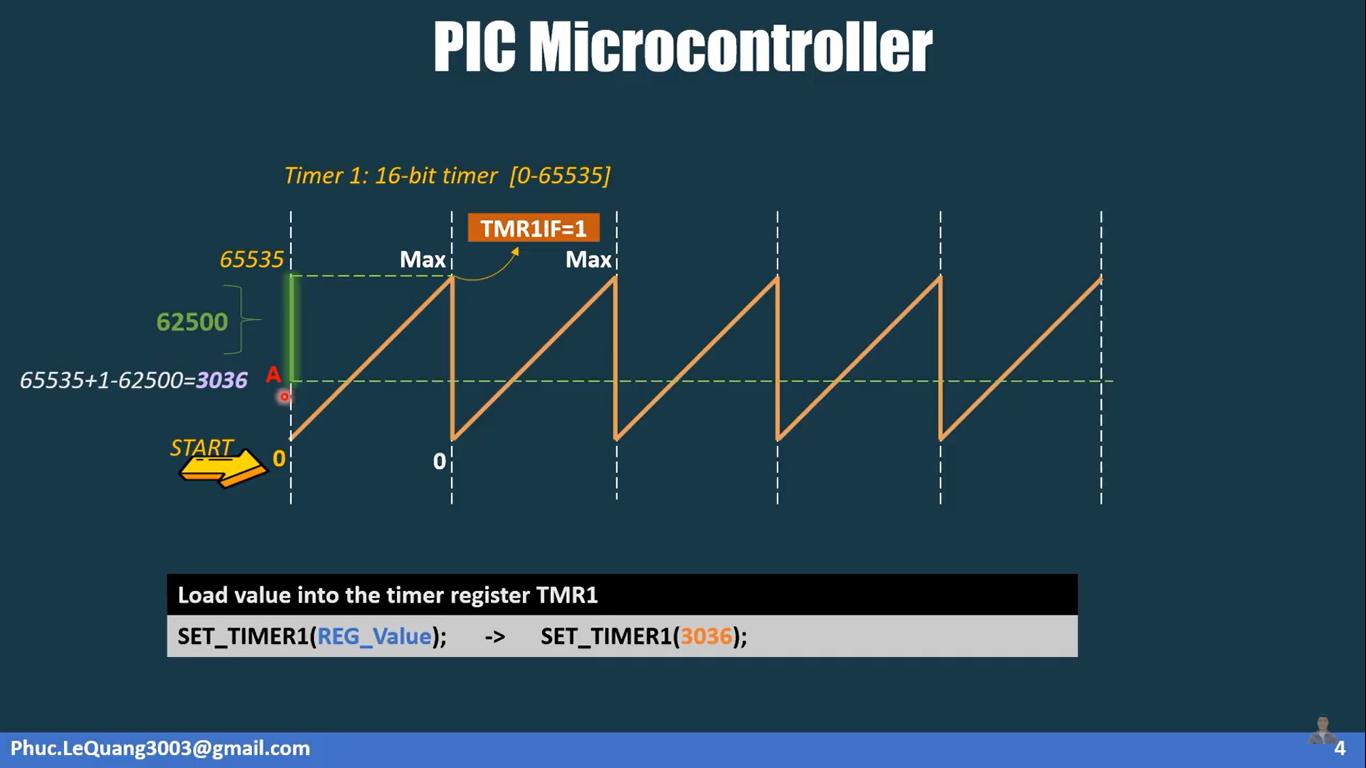 PIC Microcontroller
Timer 1: 16-bit timer [0-65535]
TMR1IF=1
65535
Max
Max
62500
65535+1-62500=3036
A
START
0
0
Load value into the timer register TMR1
SET_TIMER1(REG_Value); -> SET_TIMER1(3036);
Phuc.LeQuang3003@gmail.com
4